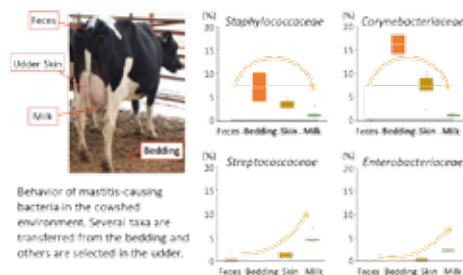 Feces
Udder Skin
Milk
Bedding
Behavior of mastitis-causing
bacteria in the cowshed
environment. Several taxa are
transferred from the bedding and
others are selected in the udder.
[%] Staphylococcaceae
20
15
10
5
0
Feces Bedding Skin Milk
[%] Corynebacteriaceae
20
15
10
5
0
Feces Bedding Skin Milk
[%] Streptococcaceae
20
15
10
5
0
Feces Bedding Skin Milk
[%] Enterobacteriaceae
20
15
10
5
0
Feces Bedding Skin Milk